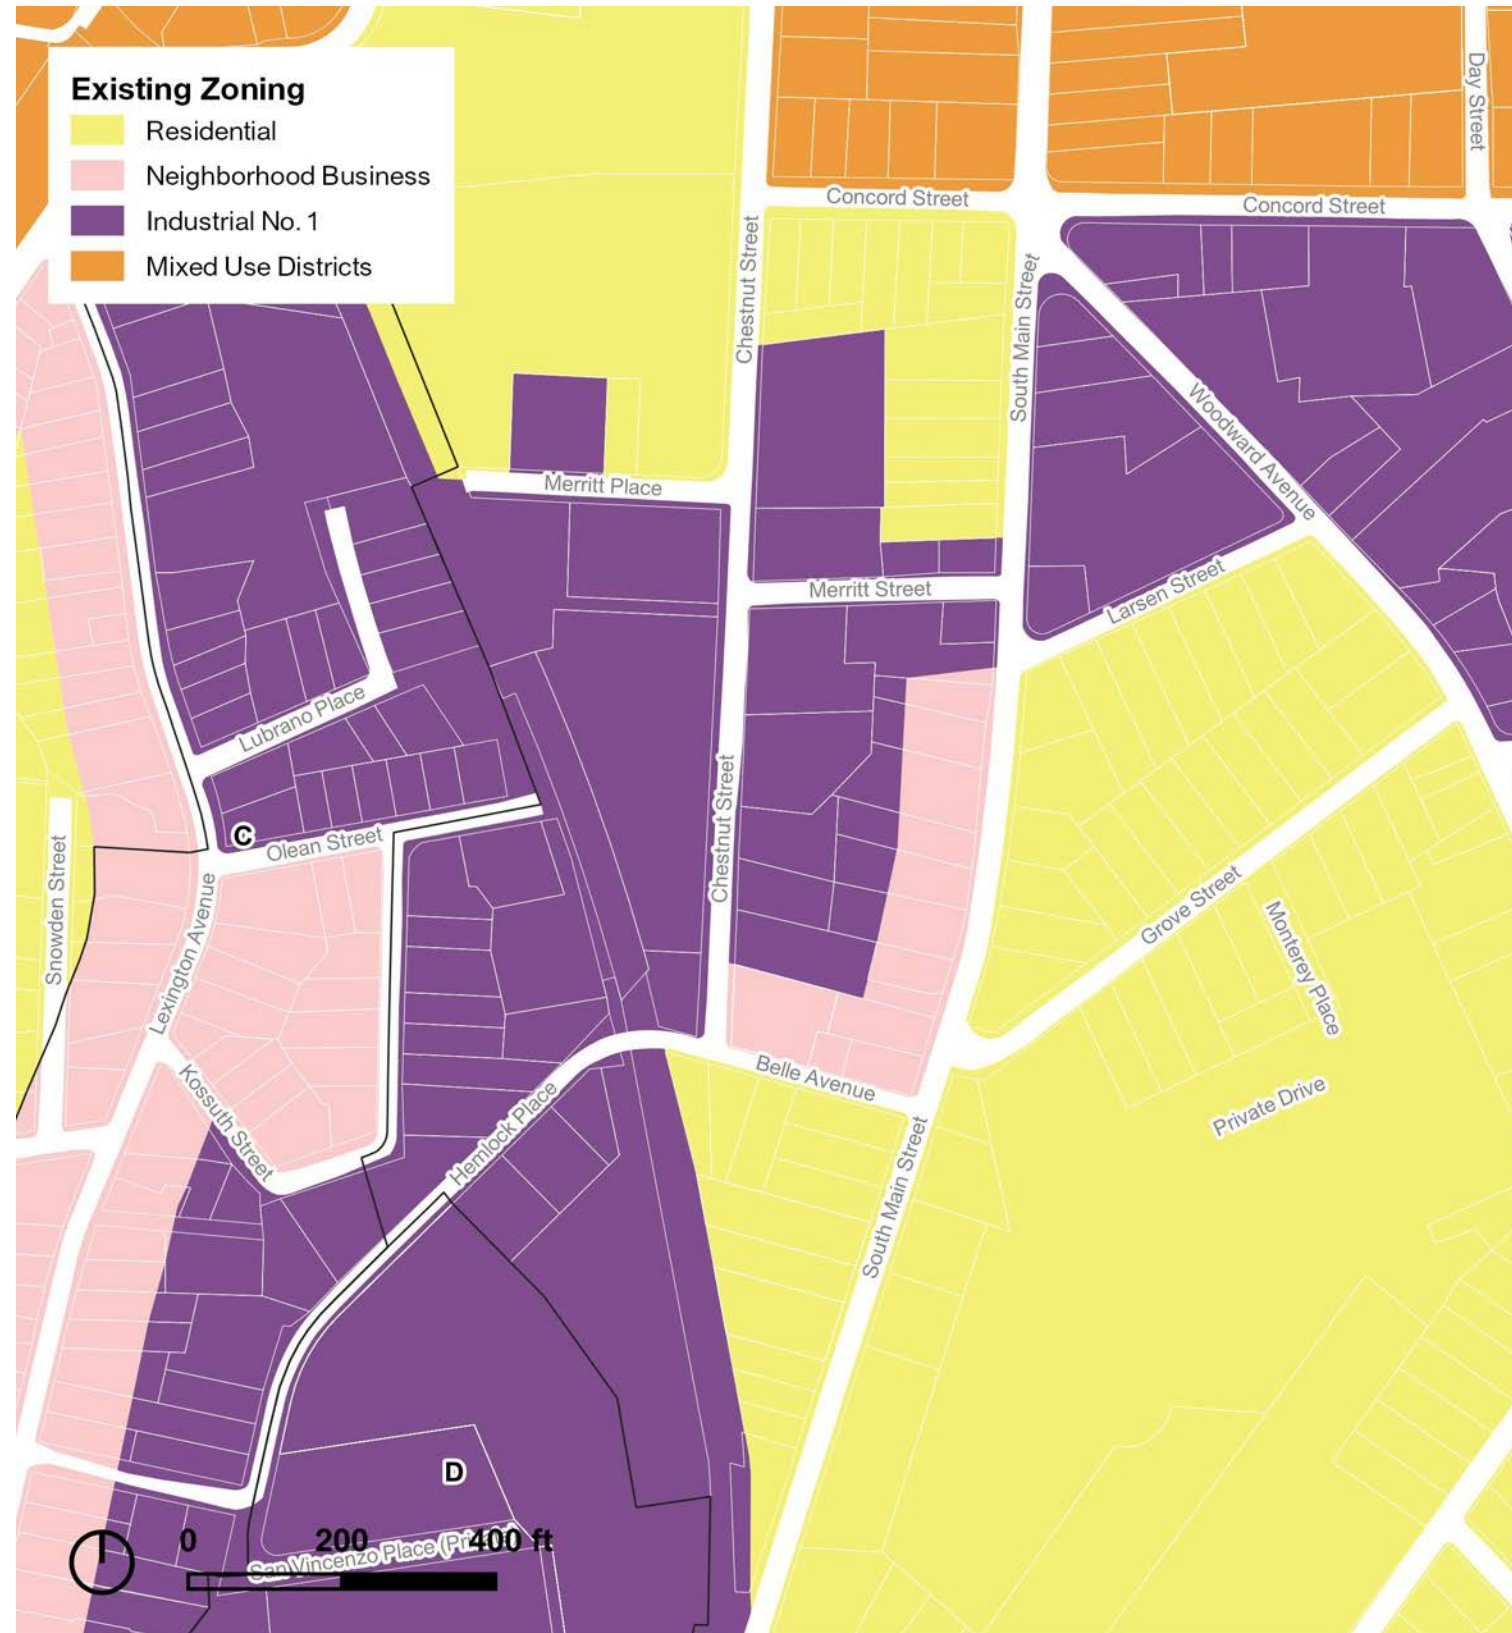 Existing Zoning
Residential
Neighborhood Business
Industrial No. 1
Mixed Use Districts
Day Street
Concord Street
Concord Street
Chestnut Street
South Main Street
Woodward Avenue
Merritt Place
Merritt Street
Larsen Street
Lubrano Place
Chestnut Street
C
Olean Street
Snowden Street
Lexington Avenue
Grove Street
Monterey Place
Kossuth Street
Hemlock Place
Belle Avenue
Private Drive
South Main Street
D
0 200 400 ft
San Vincenzo Place (Private)